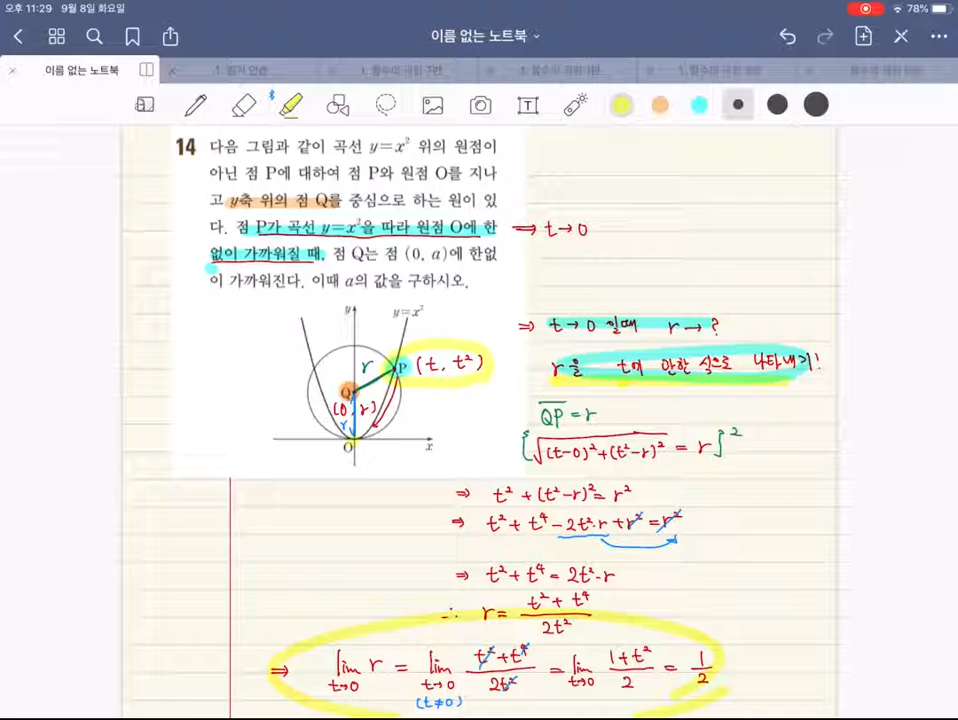 오후 11:29 9월 8일 화요일
78%
이름 없는 노트북
이름 없는 노트북
14 다음 그림과 같이 곡선 y=x² 위의 원점이
아닌 점 P에 대하여 점 P와 원점 O를 지나
고 y축 위의 점 Q를 중심으로 하는 원이 있
다. 점 P가 곡선 y=x²을 따라 원점 O에 한
없이 가까워질 때, 점 Q는 점 (0, a)에 한없
이 가까워진다. 이때 a의 값을 구하시오.
⇒ t→0
y
y=x²
r
P (t, t²)
Q
(0, r)
r
O
x
⇒ t→0 일때 r→?
r을 t에 관한 식으로 나타내기!
QP = r
[√(t-0)²+(t²-r)² = r]²
⇒ t²+(t²-r)²=r²
⇒ t²+t⁴-2t²·r+r²=r²
⇒ t²+t⁴=2t²·r
∴ r = (t²+t⁴)/2t²
⇒ lim t→0 r = lim t→0 (t²+t⁴)/2t² = lim t→0 (1+t²)/2 = 1/2
(t≠0)